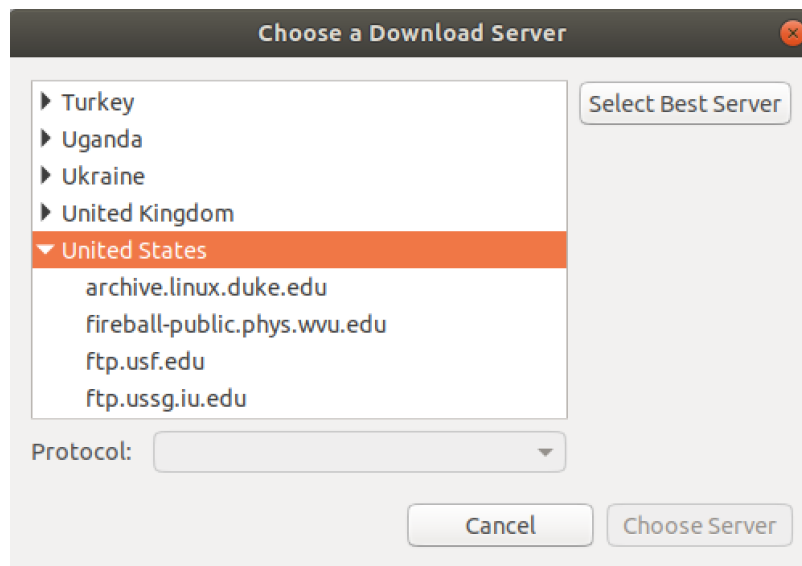 Choose a Download Server
Turkey
Select Best Server
Uganda
Ukraine
United Kingdom
United States
archive.linux.duke.edu
fireball-public.phys.wvu.edu
ftp.usf.edu
ftp.ussg.iu.edu
Protocol:
Cancel
Choose Server